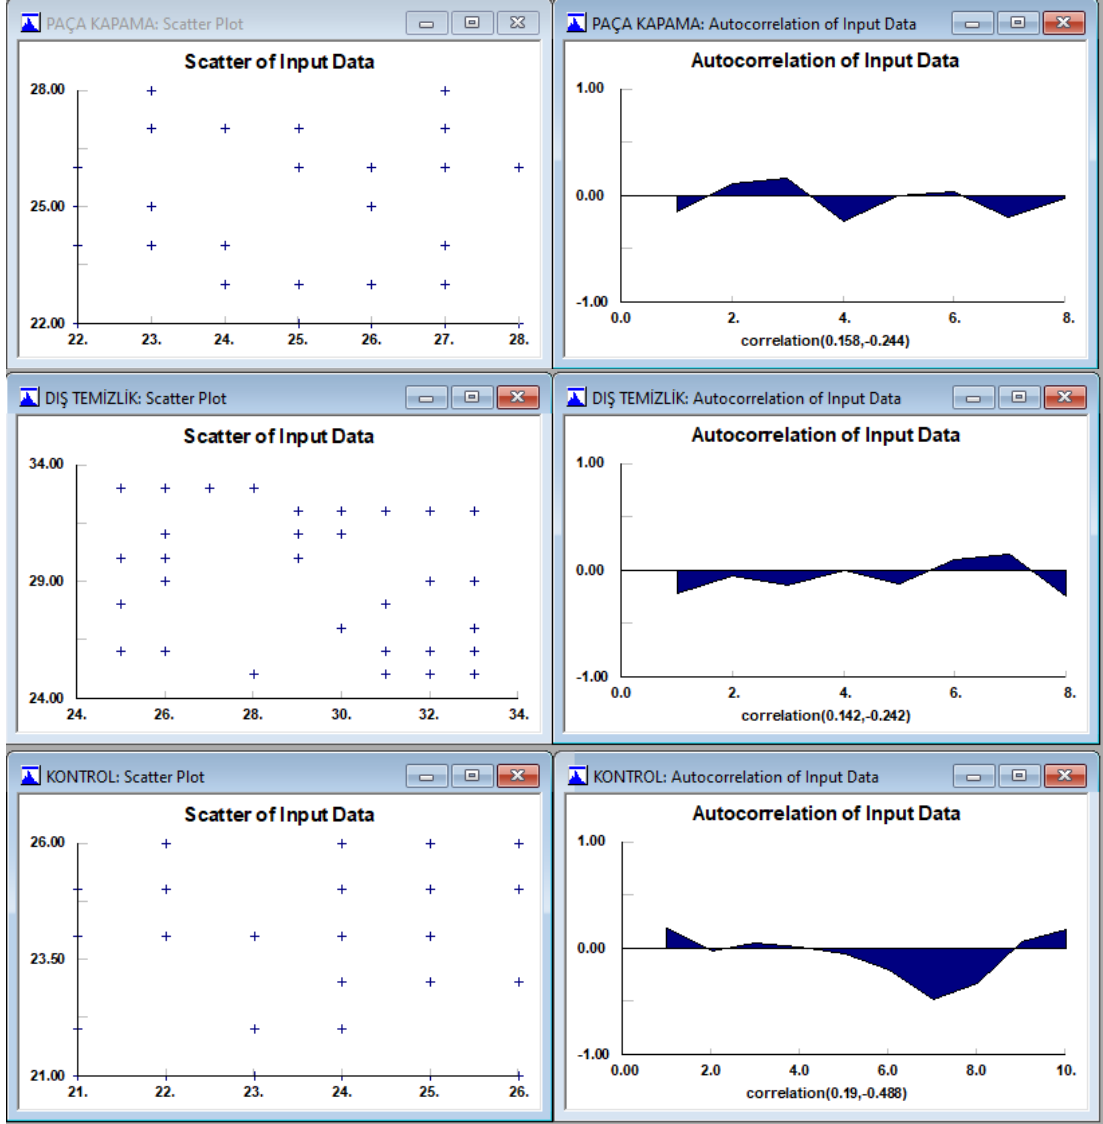 PAÇA KAPAMA: Scatter Plot
Scatter of Input Data
28.00
25.00
22.00
22. 23. 24. 25. 26. 27. 28.
PAÇA KAPAMA: Autocorrelation of Input Data
Autocorrelation of Input Data
1.00
0.00
-1.00
0.0 2. 4. 6. 8.
correlation(0.158,-0.244)
DIŞ TEMİZLİK: Scatter Plot
Scatter of Input Data
34.00
29.00
24.00
24. 26. 28. 30. 32. 34.
DIŞ TEMİZLİK: Autocorrelation of Input Data
Autocorrelation of Input Data
1.00
0.00
-1.00
0.0 2. 4. 6. 8.
correlation(0.142,-0.242)
KONTROL: Scatter Plot
Scatter of Input Data
26.00
23.50
21.00
21. 22. 23. 24. 25. 26.
KONTROL: Autocorrelation of Input Data
Autocorrelation of Input Data
1.00
0.00
-1.00
0.00 2.0 4.0 6.0 8.0 10.
correlation(0.19,-0.488)